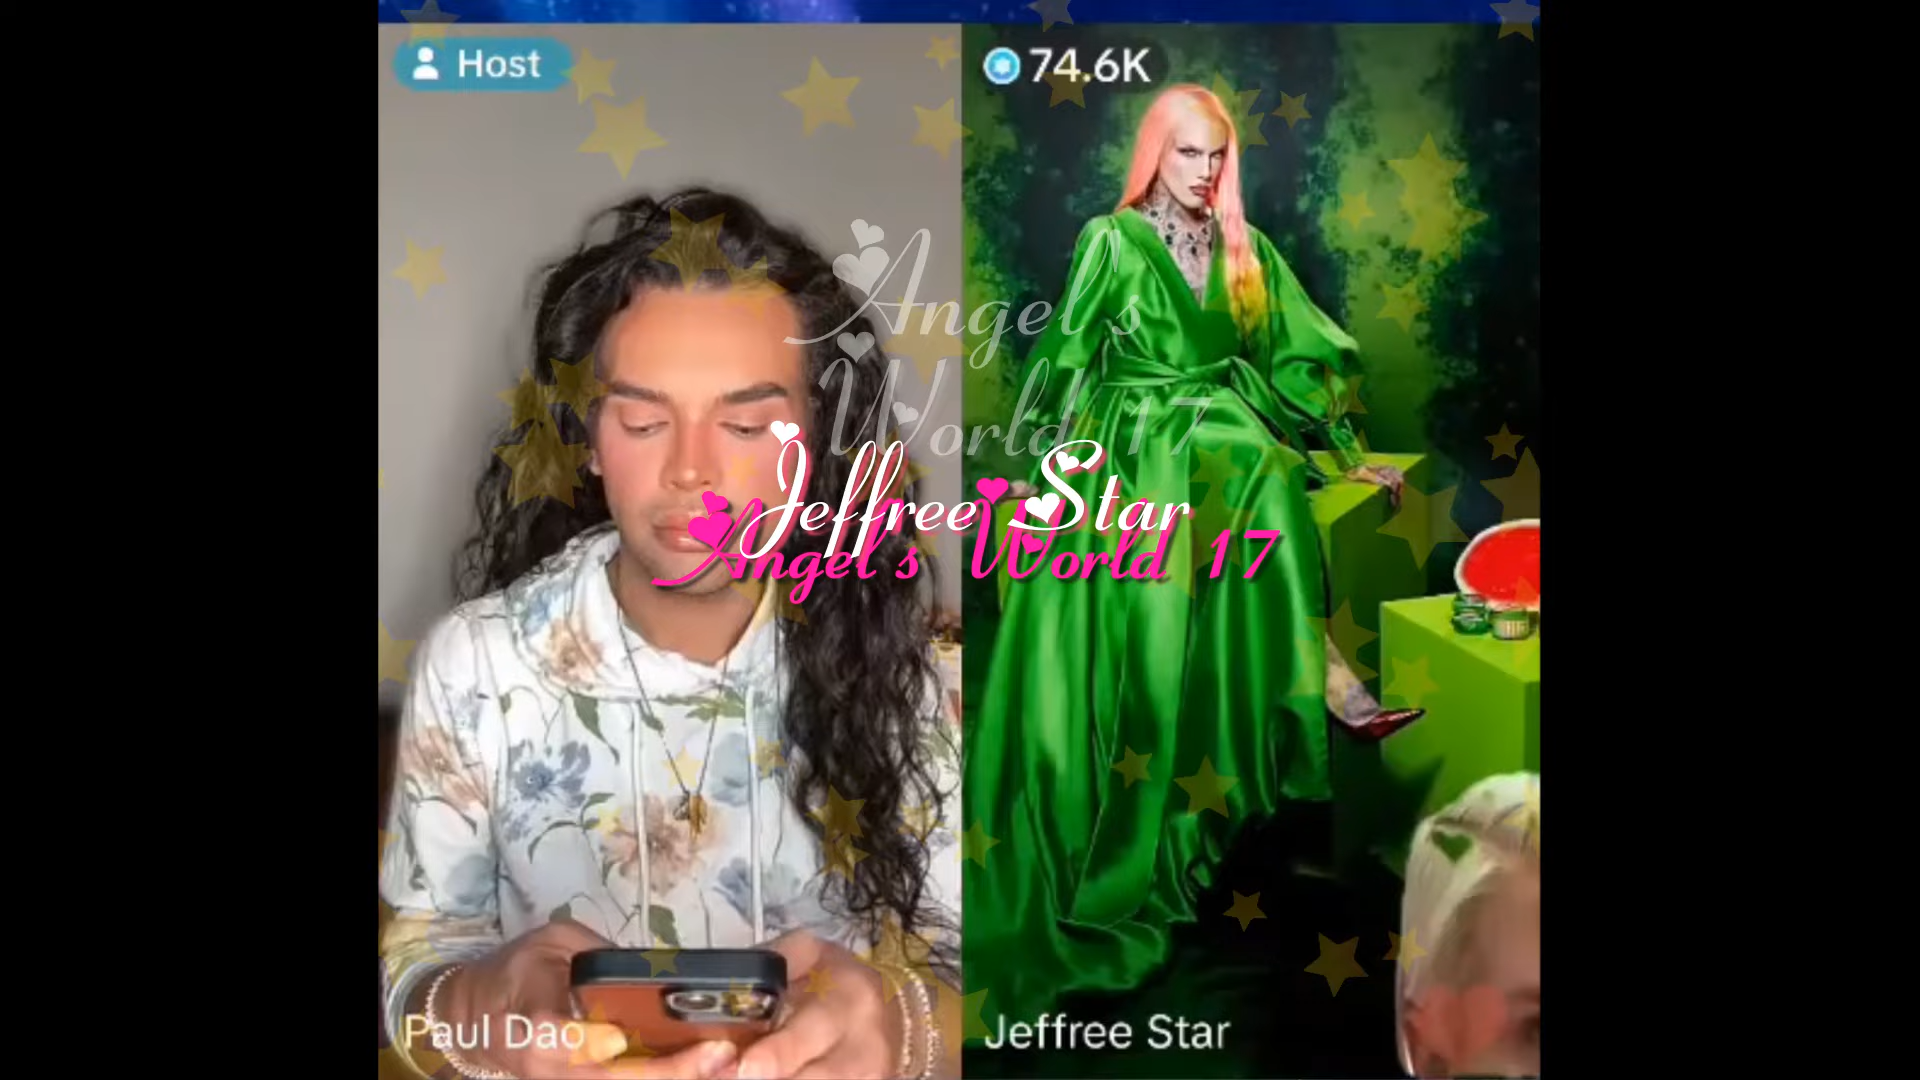 Host
74.6K
Angel's
World 17
Jeffree Star
Angel's World 17
Paul Dao
Jeffree Star